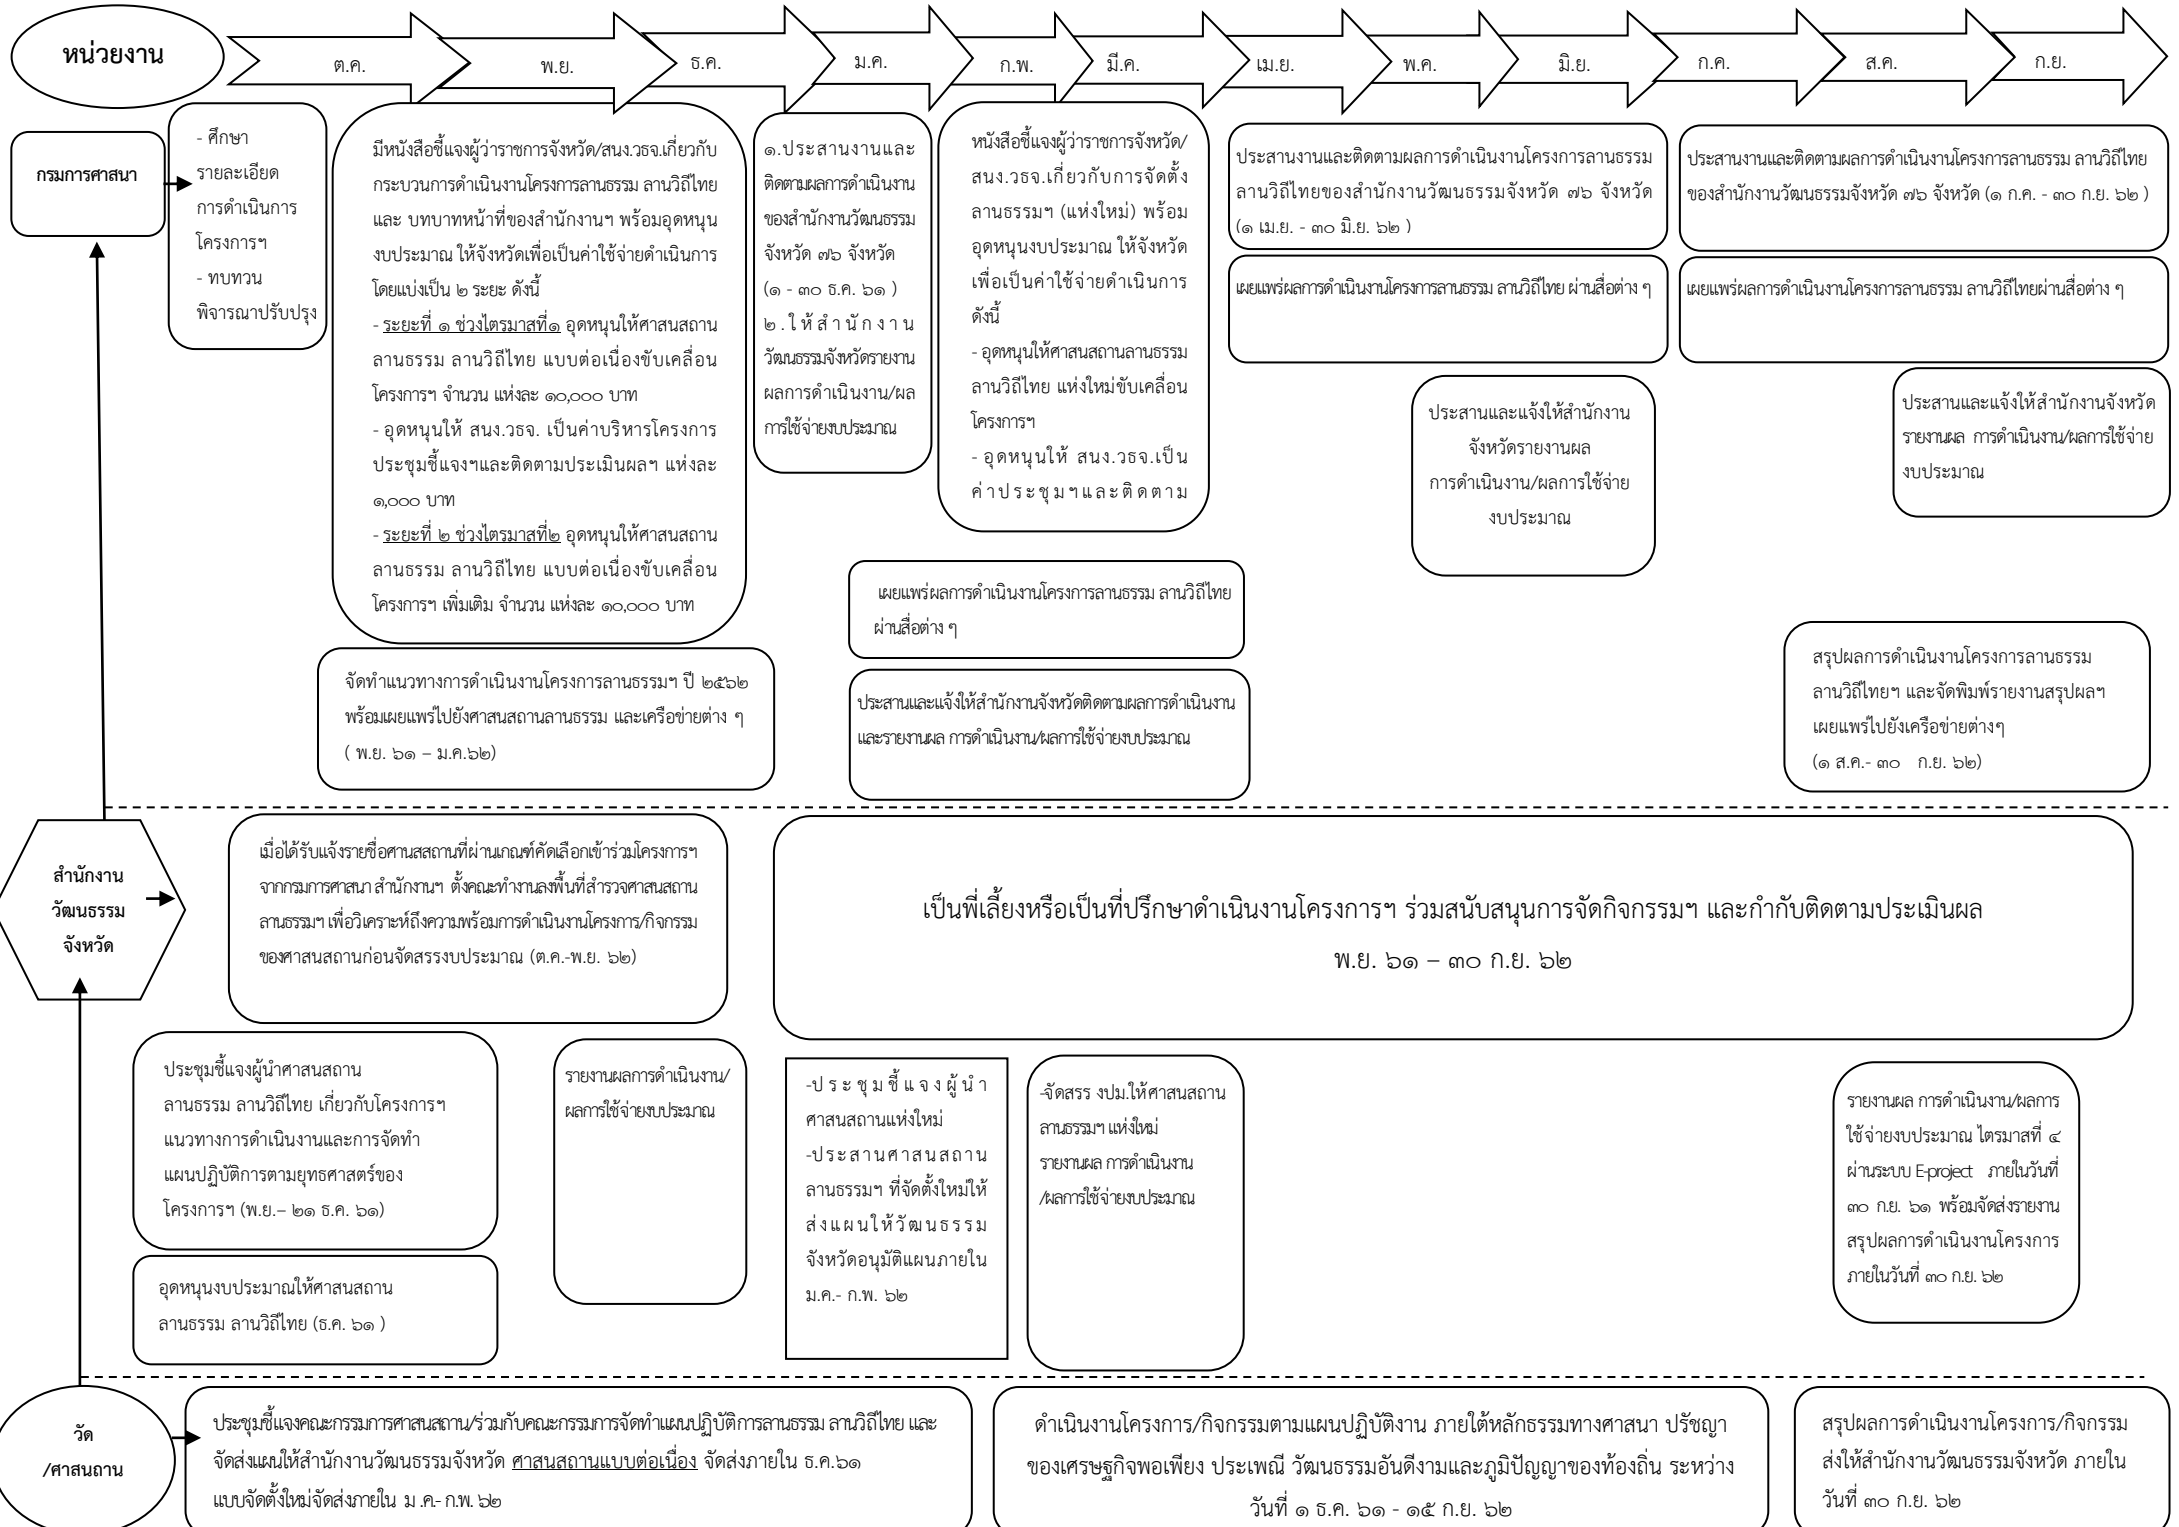 หน่วยงาน
ต.ค.
พ.ย.
ธ.ค.
ม.ค.
ก.พ.
มี.ค.
เม.ย.
พ.ค.
มิ.ย.
ก.ค.
ส.ค.
ก.ย.
กรมการศาสนา
- ศึกษา
รายละเอียด
การดำเนินการ
โครงการฯ
- ทบทวน
พิจารณาปรับปรุง
มีหนังสือชี้แจงผู้ว่าราชการจังหวัด/สนง.วธจ.เกี่ยวกับ
กระบวนการดำเนินงานโครงการลานธรรม ลานวิถีไทย
และ บทบาทหน้าที่ของสำนักงานฯ พร้อมอุดหนุน
งบประมาณ ให้จังหวัดเพื่อเป็นค่าใช้จ่ายดำเนินการ
โดยแบ่งเป็น ๒ ระยะ ดังนี้
- ระยะที่ ๑ ช่วงไตรมาสที่๑ อุดหนุนให้ศาสนสถาน
ลานธรรม ลานวิถีไทย แบบต่อเนื่องขับเคลื่อน
โครงการฯ จำนวน แห่งละ ๑๐,๐๐๐ บาท
- อุดหนุนให้ สนง.วธจ. เป็นค่าบริหารโครงการ
ประชุมชี้แจงฯและติดตามประเมินผลฯ แห่งละ
๑,๐๐๐ บาท
- ระยะที่ ๒ ช่วงไตรมาสที่๒ อุดหนุนให้ศาสนสถาน
ลานธรรม ลานวิถีไทย แบบต่อเนื่องขับเคลื่อน
โครงการฯ เพิ่มเติม จำนวน แห่งละ ๑๐,๐๐๐ บาท
๑.ประสานงานและ
ติดตามผลการดำเนินงาน
ของสำนักงานวัฒนธรรม
จังหวัด ๗๖ จังหวัด
(๑ - ๓๐ ธ.ค. ๖๑ )
๒.ให้สำนักงาน
วัฒนธรรมจังหวัดรายงาน
ผลการดำเนินงาน/ผล
การใช้จ่ายงบประมาณ
หนังสือชี้แจงผู้ว่าราชการจังหวัด/
สนง.วธจ.เกี่ยวกับการจัดตั้ง
ลานธรรมฯ (แห่งใหม่) พร้อม
อุดหนุนงบประมาณ ให้จังหวัด
เพื่อเป็นค่าใช้จ่ายดำเนินการ
ดังนี้
- อุดหนุนให้ศาสนสถานลานธรรม
ลานวิถีไทย แห่งใหม่ขับเคลื่อน
โครงการฯ
- อุดหนุนให้ สนง.วธจ.เป็น
ค่าประชุมฯและติดตาม
ประสานงานและติดตามผลการดำเนินงานโครงการลานธรรม
ลานวิถีไทยของสำนักงานวัฒนธรรมจังหวัด ๗๖ จังหวัด
(๑ เม.ย. - ๓๐ มิ.ย. ๖๒ )
เผยแพร่ผลการดำเนินงานโครงการลานธรรม ลานวิถีไทย ผ่านสื่อต่าง ๆ
ประสานและแจ้งให้สำนักงาน
จังหวัดรายงานผล
การดำเนินงาน/ผลการใช้จ่าย
งบประมาณ
ประสานงานและติดตามผลการดำเนินงานโครงการลานธรรม ลานวิถีไทย
ของสำนักงานวัฒนธรรมจังหวัด ๗๖ จังหวัด (๑ ก.ค. - ๓๐ ก.ย. ๖๒ )
เผยแพร่ผลการดำเนินงานโครงการลานธรรม ลานวิถีไทยผ่านสื่อต่าง ๆ
ประสานและแจ้งให้สำนักงานจังหวัด
รายงานผล การดำเนินงาน/ผลการใช้จ่าย
งบประมาณ
เผยแพร่ผลการดำเนินงานโครงการลานธรรม ลานวิถีไทย
ผ่านสื่อต่าง ๆ
จัดทำแนวทางการดำเนินงานโครงการลานธรรมฯ ปี ๒๕๖๒
พร้อมเผยแพร่ไปยังศาสนสถานลานธรรม และเครือข่ายต่าง ๆ
( พ.ย. ๖๑ – ม.ค.๖๒)
ประสานและแจ้งให้สำนักงานจังหวัดติดตามผลการดำเนินงาน
และรายงานผล การดำเนินงาน/ผลการใช้จ่ายงบประมาณ
สรุปผลการดำเนินงานโครงการลานธรรม
ลานวิถีไทยฯ และจัดพิมพ์รายงานสรุปผลฯ
เผยแพร่ไปยังเครือข่ายต่างๆ
(๑ ส.ค.- ๓๐ ก.ย. ๖๒)
สำนักงาน
วัฒนธรรม
จังหวัด
เมื่อได้รับแจ้งรายชื่อศานสสถานที่ผ่านเกณฑ์คัดเลือกเข้าร่วมโครงการฯ
จากกรมการศาสนา สำนักงานฯ ตั้งคณะทำงานลงพื้นที่สำรวจศาสนสถาน
ลานธรรมฯ เพื่อวิเคราะห์ถึงความพร้อมการดำเนินงานโครงการ/กิจกรรม
ของศาสนสถานก่อนจัดสรรงบประมาณ (ต.ค.-พ.ย. ๖๒)
เป็นพี่เลี้ยงหรือเป็นที่ปรึกษาดำเนินงานโครงการฯ ร่วมสนับสนุนการจัดกิจกรรมฯ และกำกับติดตามประเมินผล
พ.ย. ๖๑ – ๓๐ ก.ย. ๖๒
ประชุมชี้แจงผู้นำศาสนสถาน
ลานธรรม ลานวิถีไทย เกี่ยวกับโครงการฯ
แนวทางการดำเนินงานและการจัดทำ
แผนปฏิบัติการตามยุทธศาสตร์ของ
โครงการฯ (พ.ย.– ๒๑ ธ.ค. ๖๑)
รายงานผลการดำเนินงาน/
ผลการใช้จ่ายงบประมาณ
-ประชุมชี้แจงผู้นำ
ศาสนสถานแห่งใหม่
-ประสานศาสนสถาน
ลานธรรมฯ ที่จัดตั้งใหม่ให้
ส่งแผนให้วัฒนธรรม
จังหวัดอนุมัติแผนภายใน
ม.ค.- ก.พ. ๖๒
-จัดสรร งปม.ให้ศาสนสถาน
ลานธรรมฯ แห่งใหม่
รายงานผล การดำเนินงาน
/ผลการใช้จ่ายงบประมาณ
รายงานผล การดำเนินงาน/ผลการ
ใช้จ่ายงบประมาณ ไตรมาสที่ ๔
ผ่านระบบ E-project ภายในวันที่
๓๐ ก.ย. ๖๑ พร้อมจัดส่งรายงาน
สรุปผลการดำเนินงานโครงการ
ภายในวันที่ ๓๐ ก.ย. ๖๒
อุดหนุนงบประมาณให้ศาสนสถาน
ลานธรรม ลานวิถีไทย (ธ.ค. ๖๑ )
วัด
/ศาสนถาน
ประชุมชี้แจงคณะกรรมการศาสนสถาน/ร่วมกับคณะกรรมการจัดทำแผนปฏิบัติการลานธรรม ลานวิถีไทย และ
จัดส่งแผนให้สำนักงานวัฒนธรรมจังหวัด ศาสนสถานแบบต่อเนื่อง จัดส่งภายใน ธ.ค.๖๑
แบบจัดตั้งใหม่จัดส่งภายใน ม .ค.- ก.พ. ๖๒
ดำเนินงานโครงการ/กิจกรรมตามแผนปฏิบัติงาน ภายใต้หลักธรรมทางศาสนา ปรัชญา
ของเศรษฐกิจพอเพียง ประเพณี วัฒนธรรมอันดีงามและภูมิปัญญาของท้องถิ่น ระหว่าง
วันที่ ๑ ธ.ค. ๖๑ - ๑๕ ก.ย. ๖๒
สรุปผลการดำเนินงานโครงการ/กิจกรรม
ส่งให้สำนักงานวัฒนธรรมจังหวัด ภายใน
วันที่ ๓๐ ก.ย. ๖๒